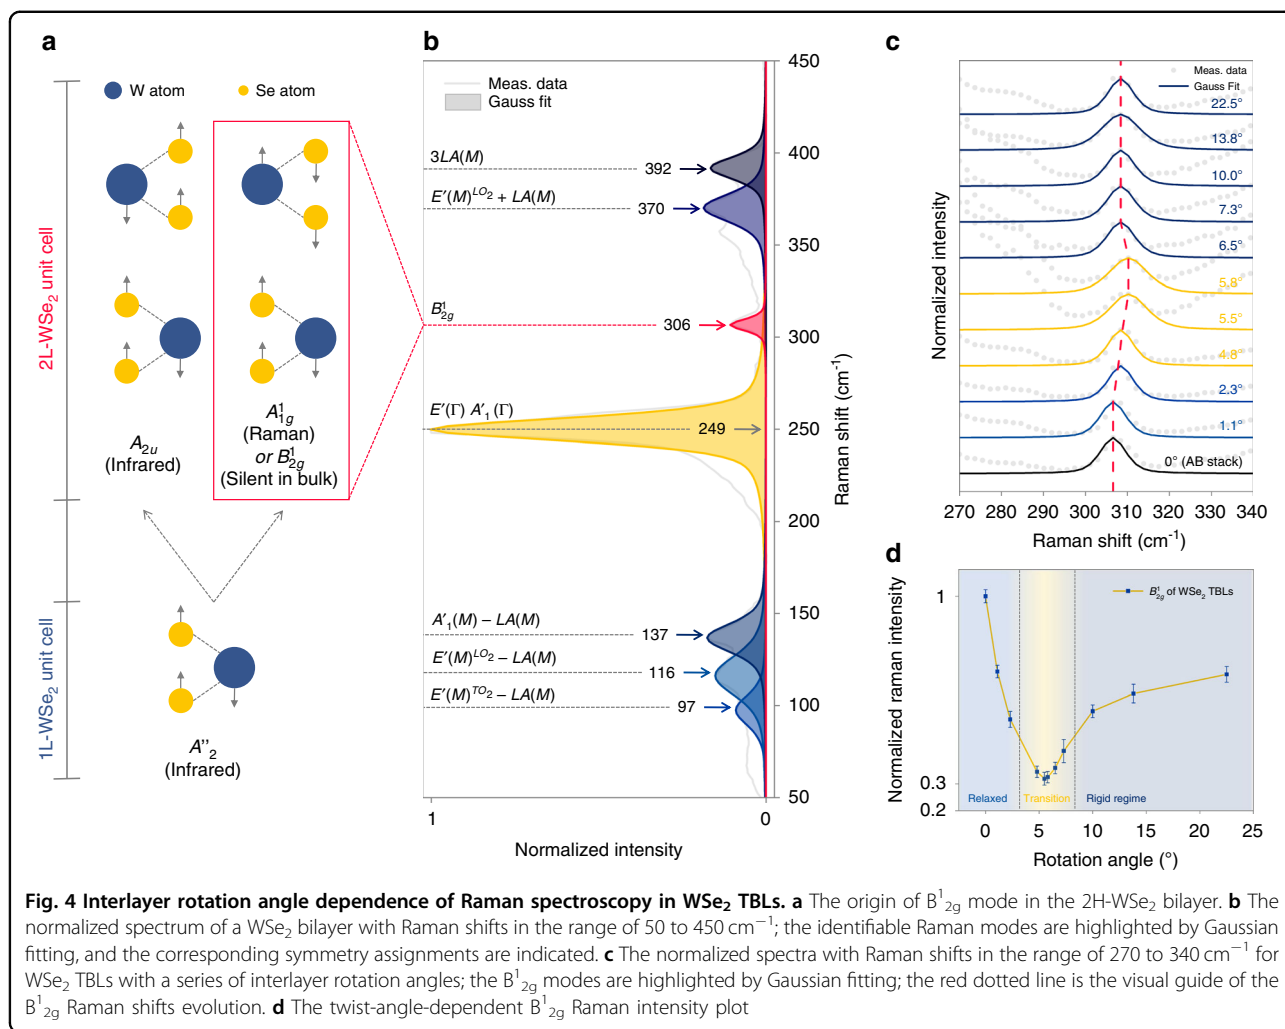 a
W atom
Se atom
2L-WSe₂ unit cell
A₂ᵤ
(Infrared)
A¹₁g
(Raman)
or B¹₂g
(Silent in bulk)
1L-WSe₂ unit cell
A''₂
(Infrared)
b
Meas. data
Gauss fit
3LA(M)
392
E′(M)ᴸᴼ² + LA(M)
370
B¹₂g
306
E′(Γ) A′₁(Γ)
249
A′₁(M) – LA(M)
137
E′(M)ᴸᴼ² – LA(M)
116
E′(M)ᵀᴼ² – LA(M)
97
450
400
350
300
250
200
150
100
50
Raman shift (cm⁻¹)
1
0
Normalized intensity
c
Meas. data
Gauss Fit
22.5°
13.8°
10.0°
7.3°
6.5°
5.8°
5.5°
4.8°
2.3°
1.1°
0° (AB stack)
Normalized intensity
270 280 290 300 310 320 330 340
Raman shift (cm⁻¹)
d
B¹₂g of WSe₂ TBLs
1
0.3
0.2
Normalized raman intensity
Relaxed
Transition
Rigid regime
0 5 10 15 20 25
Rotation angle (°)
Fig. 4 Interlayer rotation angle dependence of Raman spectroscopy in WSe₂ TBLs. a The origin of B¹₂g mode in the 2H-WSe₂ bilayer. b The
normalized spectrum of a WSe₂ bilayer with Raman shifts in the range of 50 to 450 cm⁻¹; the identifiable Raman modes are highlighted by Gaussian
fitting, and the corresponding symmetry assignments are indicated. c The normalized spectra with Raman shifts in the range of 270 to 340 cm⁻¹ for
WSe₂ TBLs with a series of interlayer rotation angles; the B¹₂g modes are highlighted by Gaussian fitting; the red dotted line is the visual guide of the
B¹₂g Raman shifts evolution. d The twist-angle-dependent B¹₂g Raman intensity plot